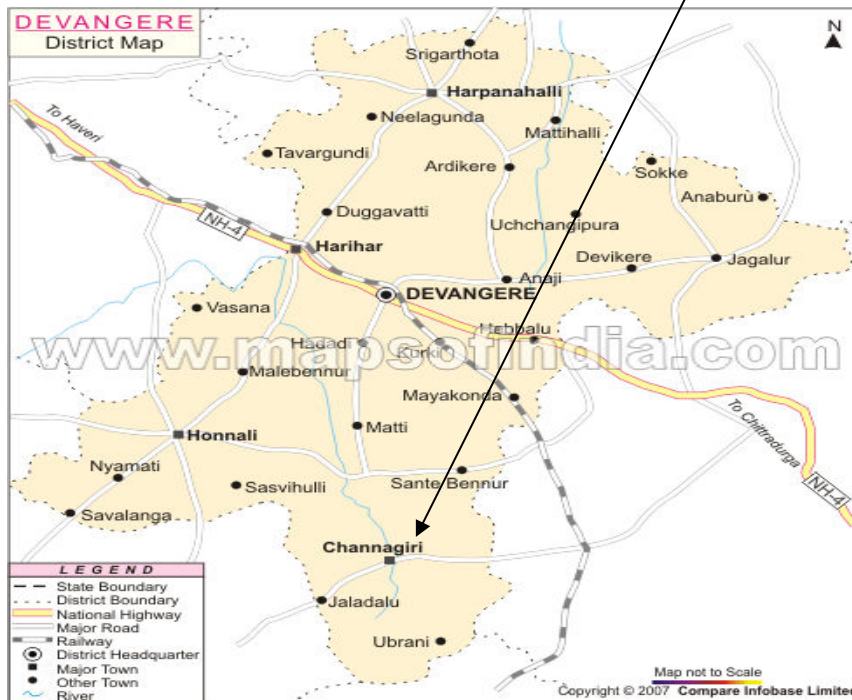 DEVANGERE
District Map
N
Srigarthota
Harpanahalli
Neelagunda
Mattihalli
To Haveri
Tavargundi
Ardikere
Sokke
Anaburu
Duggavatti
Uchchangipura
NH-4
Harihar
Devikere
Jagalur
Anaji
DEVANGERE
Vasana
Hebbalu
Hadadi
Kurki
www.mapsofindia.com
Malebennur
Mayakonda
To Chittradurga
Matti
Honnali
Nyamati
Sasvihulli
Sante Bennur
NH-4
Savalanga
Channagiri
LEGEND
State Boundary
District Boundary
National Highway
Major Road
Railway
District Headquarter
Major Town
Other Town
River
Jaladalu
Ubrani
Map not to Scale
Copyright © 2007 Compare Infobase Limite